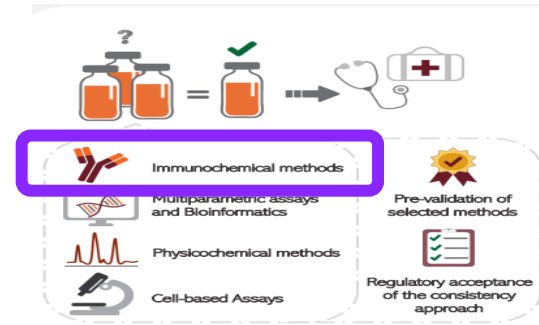 ?
=
Immunochemical methods
Multiparametric assays
and Bioinformatics
Physicochemical methods
Cell-based Assays
Pre-validation of
selected methods
Regulatory acceptance
of the consistency
approach